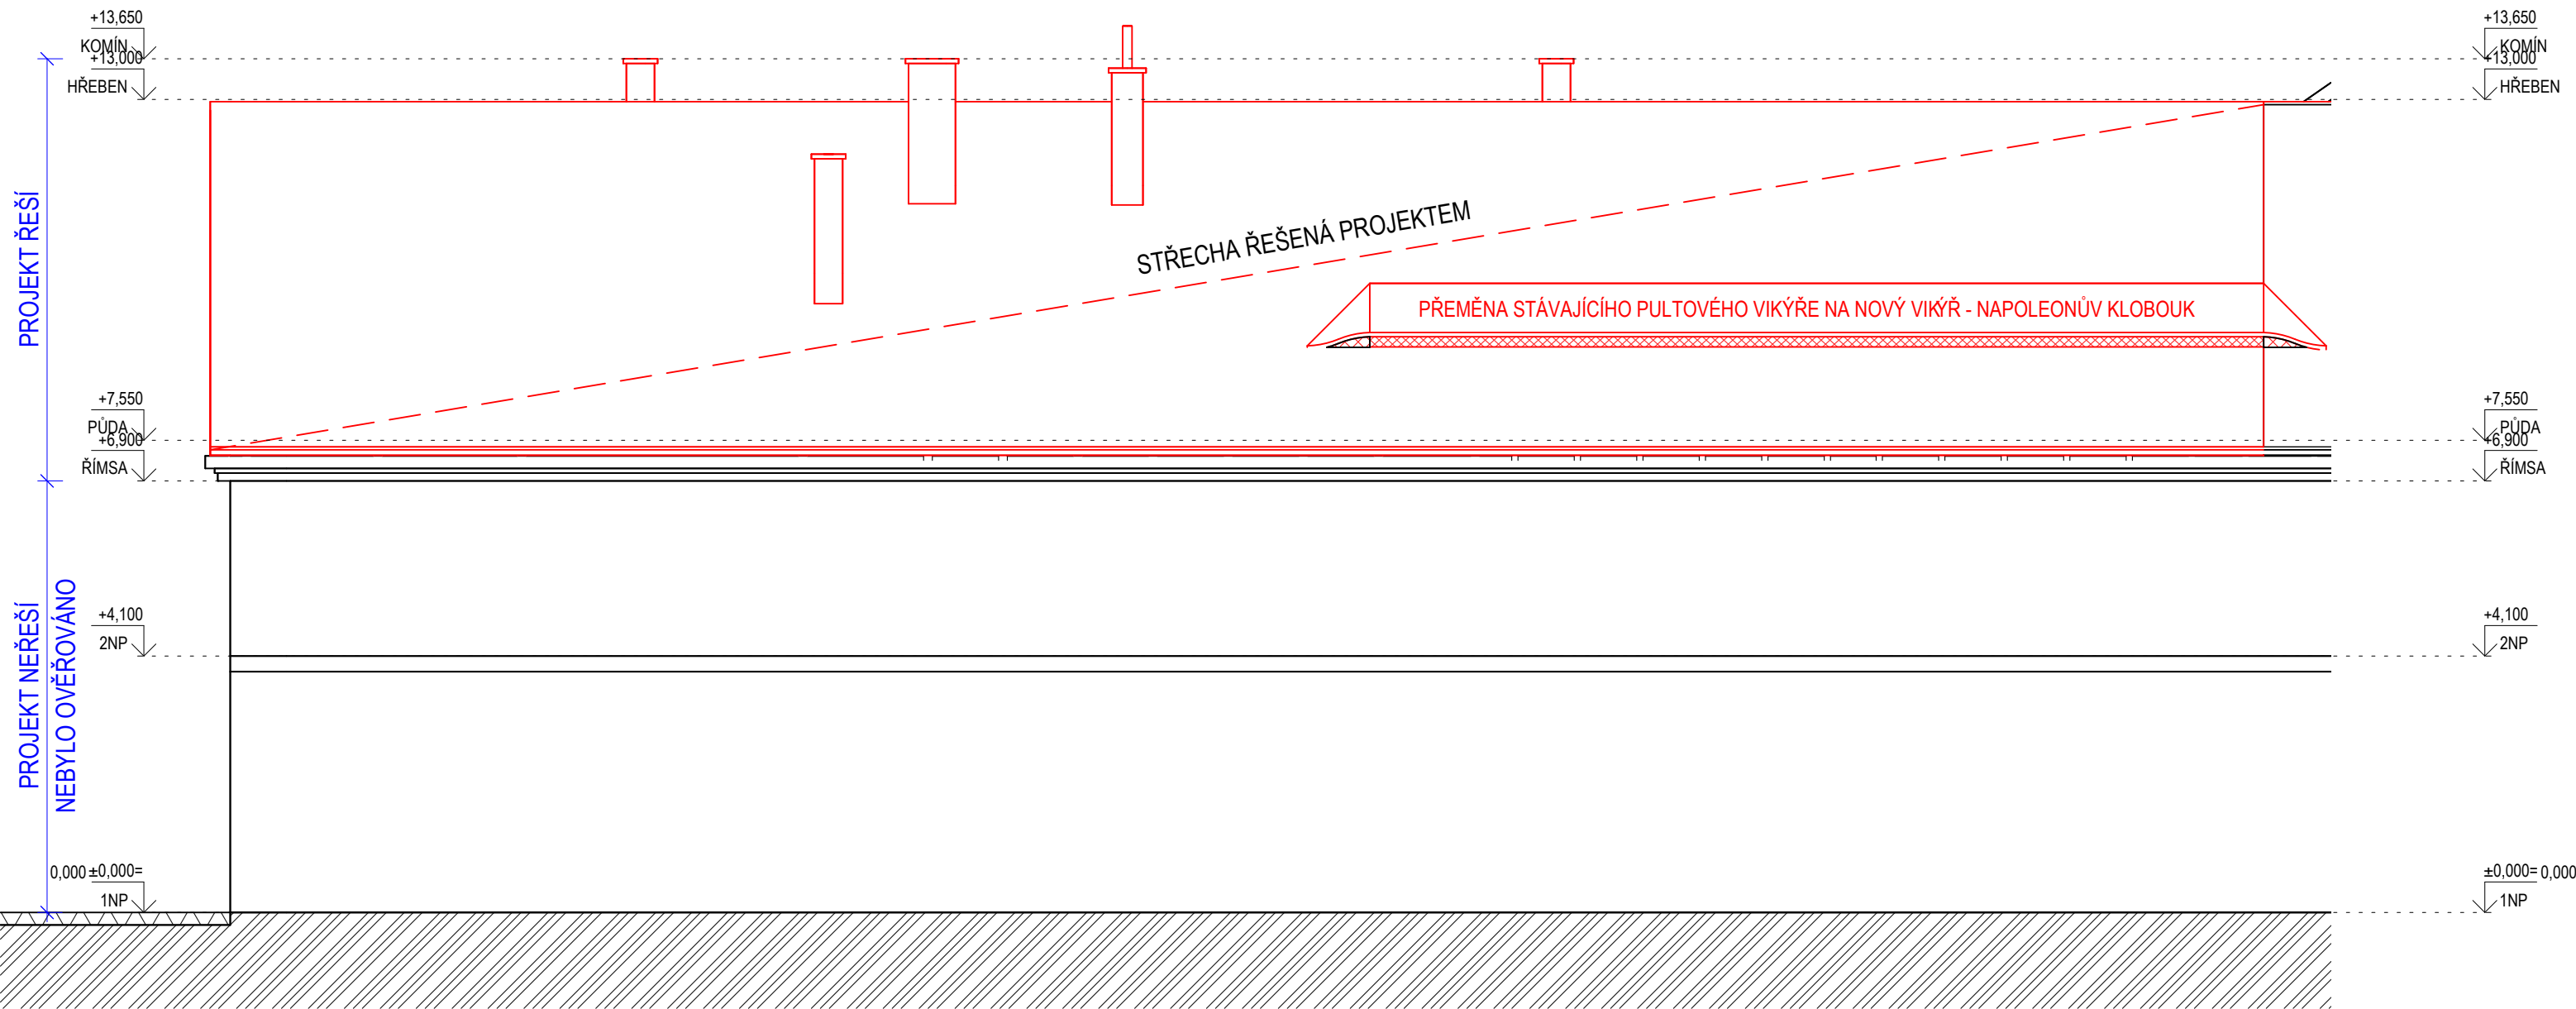 +13,650
KOMÍN
+13,000
HŘEBEN
+13,650
KOMÍN
+13,000
HŘEBEN
PROJEKT ŘEŠÍ
STŘECHA ŘEŠENÁ PROJEKTEM
PŘEMĚNA STÁVAJÍCÍHO PULTOVÉHO VIKÝŘE NA NOVÝ VIKÝŘ - NAPOLEONŮV KLOBOUK
+7,550
PŮDA
+6,900
ŘÍMSA
+7,550
PŮDA
+6,900
ŘÍMSA
PROJEKT NEŘEŠÍ
NEBYLO OVĚŘOVÁNO
+4,100
2NP
+4,100
2NP
0,000 ±0,000=
1NP
±0,000= 0,000
1NP